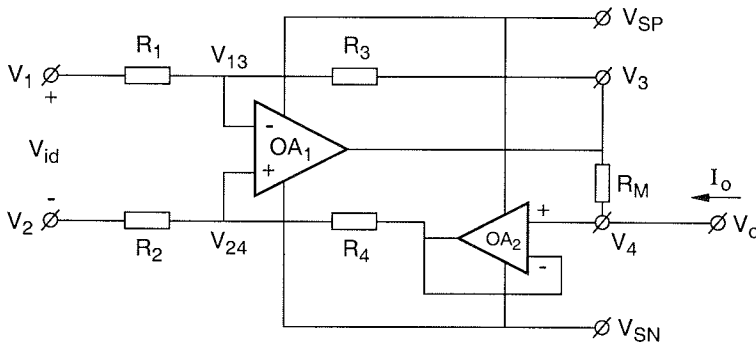 V_SP
R_1 V_13 R_3
V_1 V_3
+
-
V_id OA_1
+
R_M I_o
-
V_2 + V_o
R_2 V_24 R_4 OA_2 V_4
-
V_SN